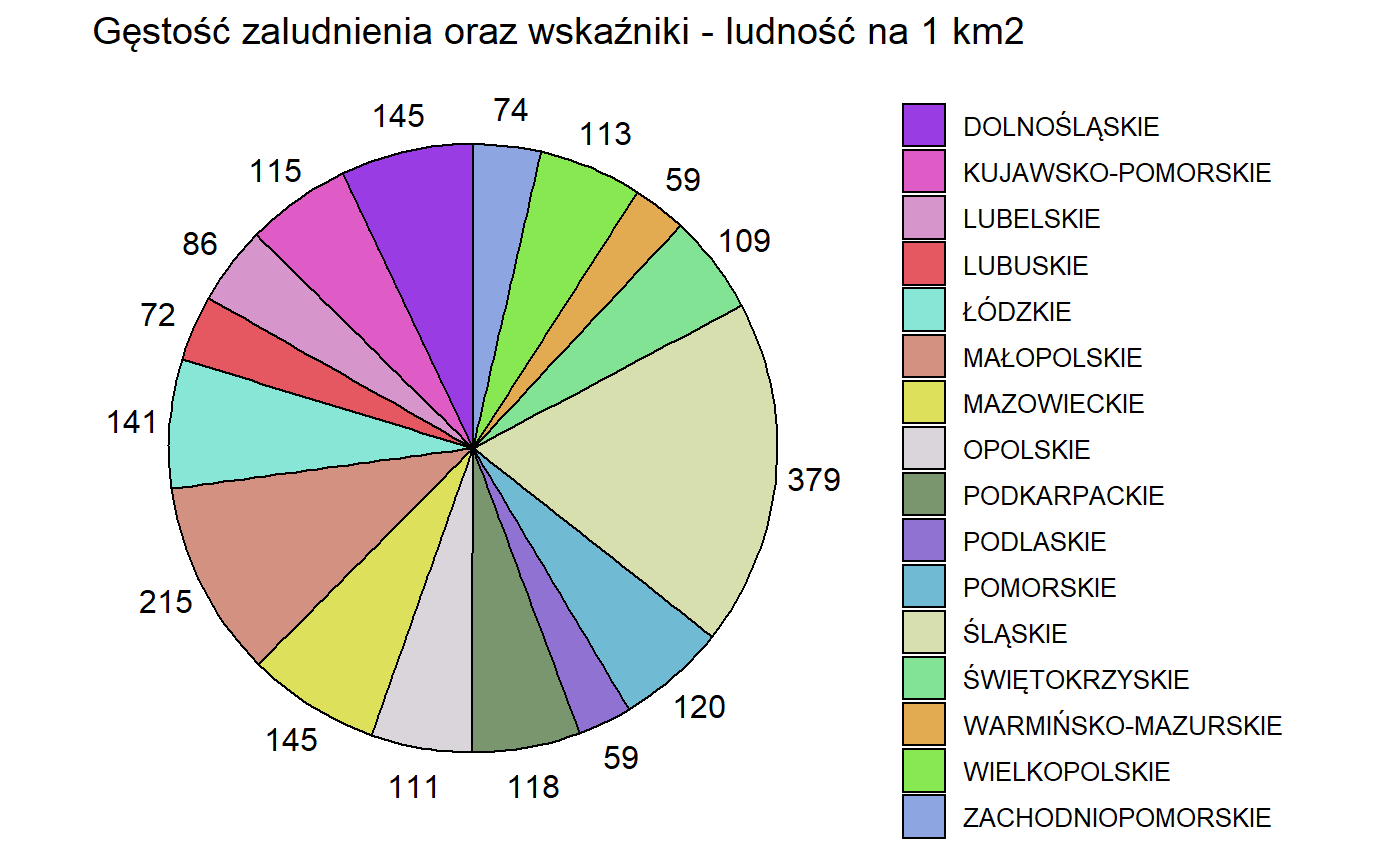 Gęstość zaludnienia oraz wskaźniki - ludność na 1 km2
145
74
113
115
59
86
109
72
141
379
215
120
145
59
111
118
DOLNOŚLĄSKIE
KUJAWSKO-POMORSKIE
LUBELSKIE
LUBUSKIE
ŁÓDZKIE
MAŁOPOLSKIE
MAZOWIECKIE
OPOLSKIE
PODKARPACKIE
PODLASKIE
POMORSKIE
ŚLĄSKIE
ŚWIĘTOKRZYSKIE
WARMIŃSKO-MAZURSKIE
WIELKOPOLSKIE
ZACHODNIOPOMORSKIE